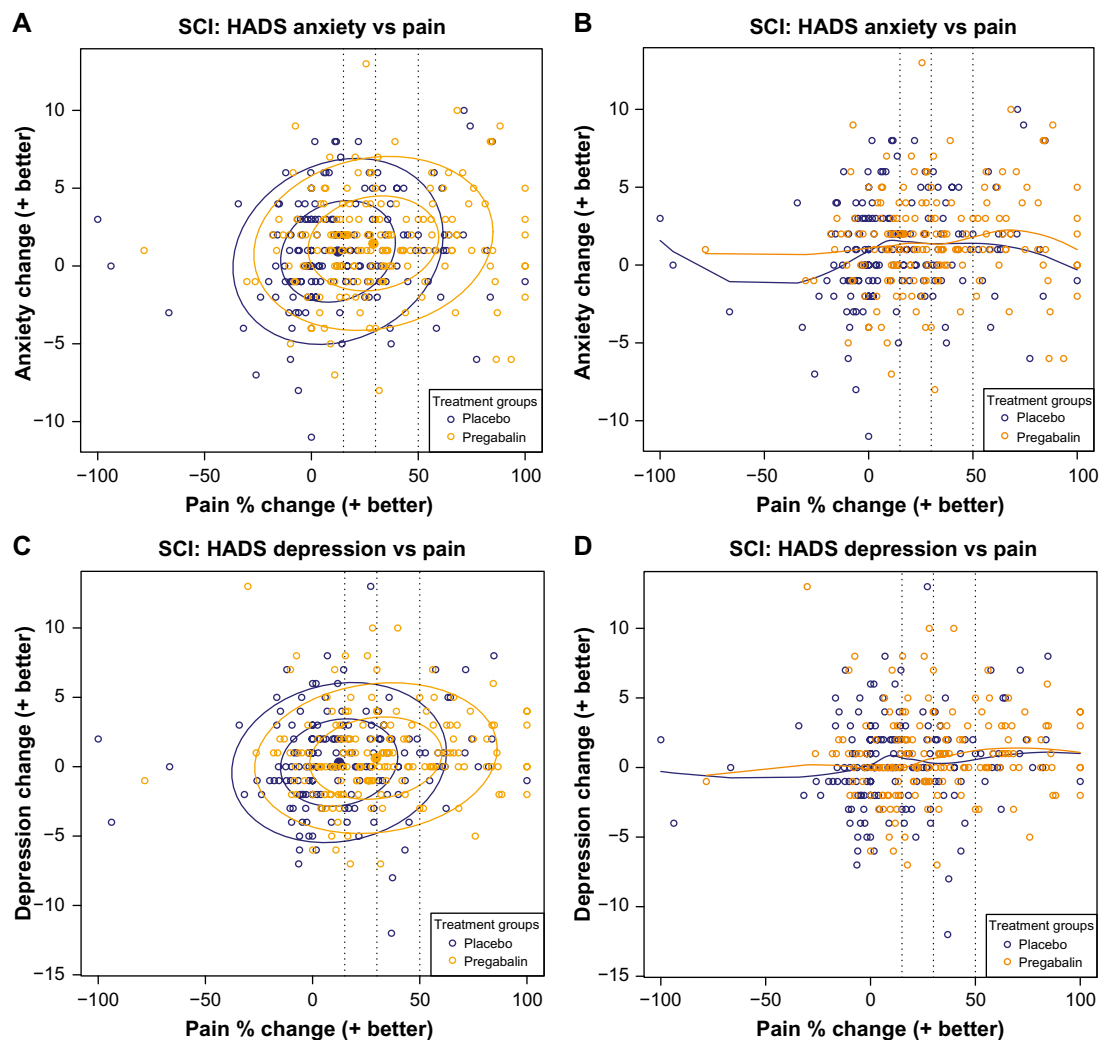 A
SCI: HADS anxiety vs pain
Anxiety change (+ better)
10
5
0
−5
−10
−100
−50
0
50
100
Pain % change (+ better)
Treatment groups
Placebo
Pregabalin
B
SCI: HADS anxiety vs pain
Anxiety change (+ better)
10
5
0
−5
−10
−100
−50
0
50
100
Pain % change (+ better)
Treatment groups
Placebo
Pregabalin
C
SCI: HADS depression vs pain
Depression change (+ better)
10
5
0
−5
−10
−15
−100
−50
0
50
100
Pain % change (+ better)
Treatment groups
Placebo
Pregabalin
D
SCI: HADS depression vs pain
Depression change (+ better)
10
5
0
−5
−10
−15
−100
−50
0
50
100
Pain % change (+ better)
Treatment groups
Placebo
Pregabalin